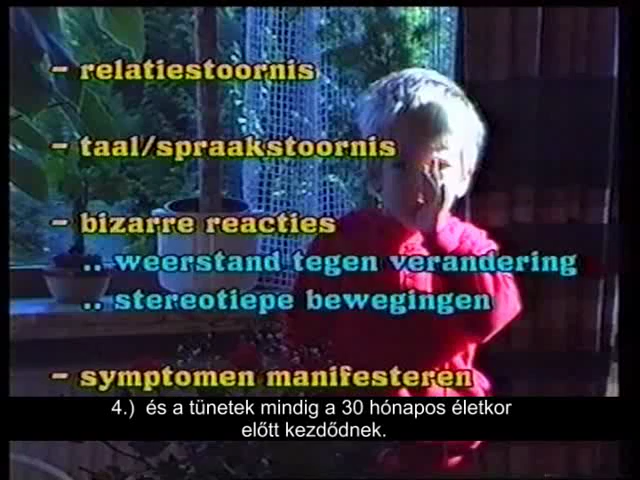 - relatiestoornis
- taal/spraakstoornis
- bizarre reacties
.. weerstand tegen verandering
.. stereotiepe bewegingen
- symptomen manifesteren
4.) és a tünetek mindig a 30 hónapos életkor
előtt kezdődnek.